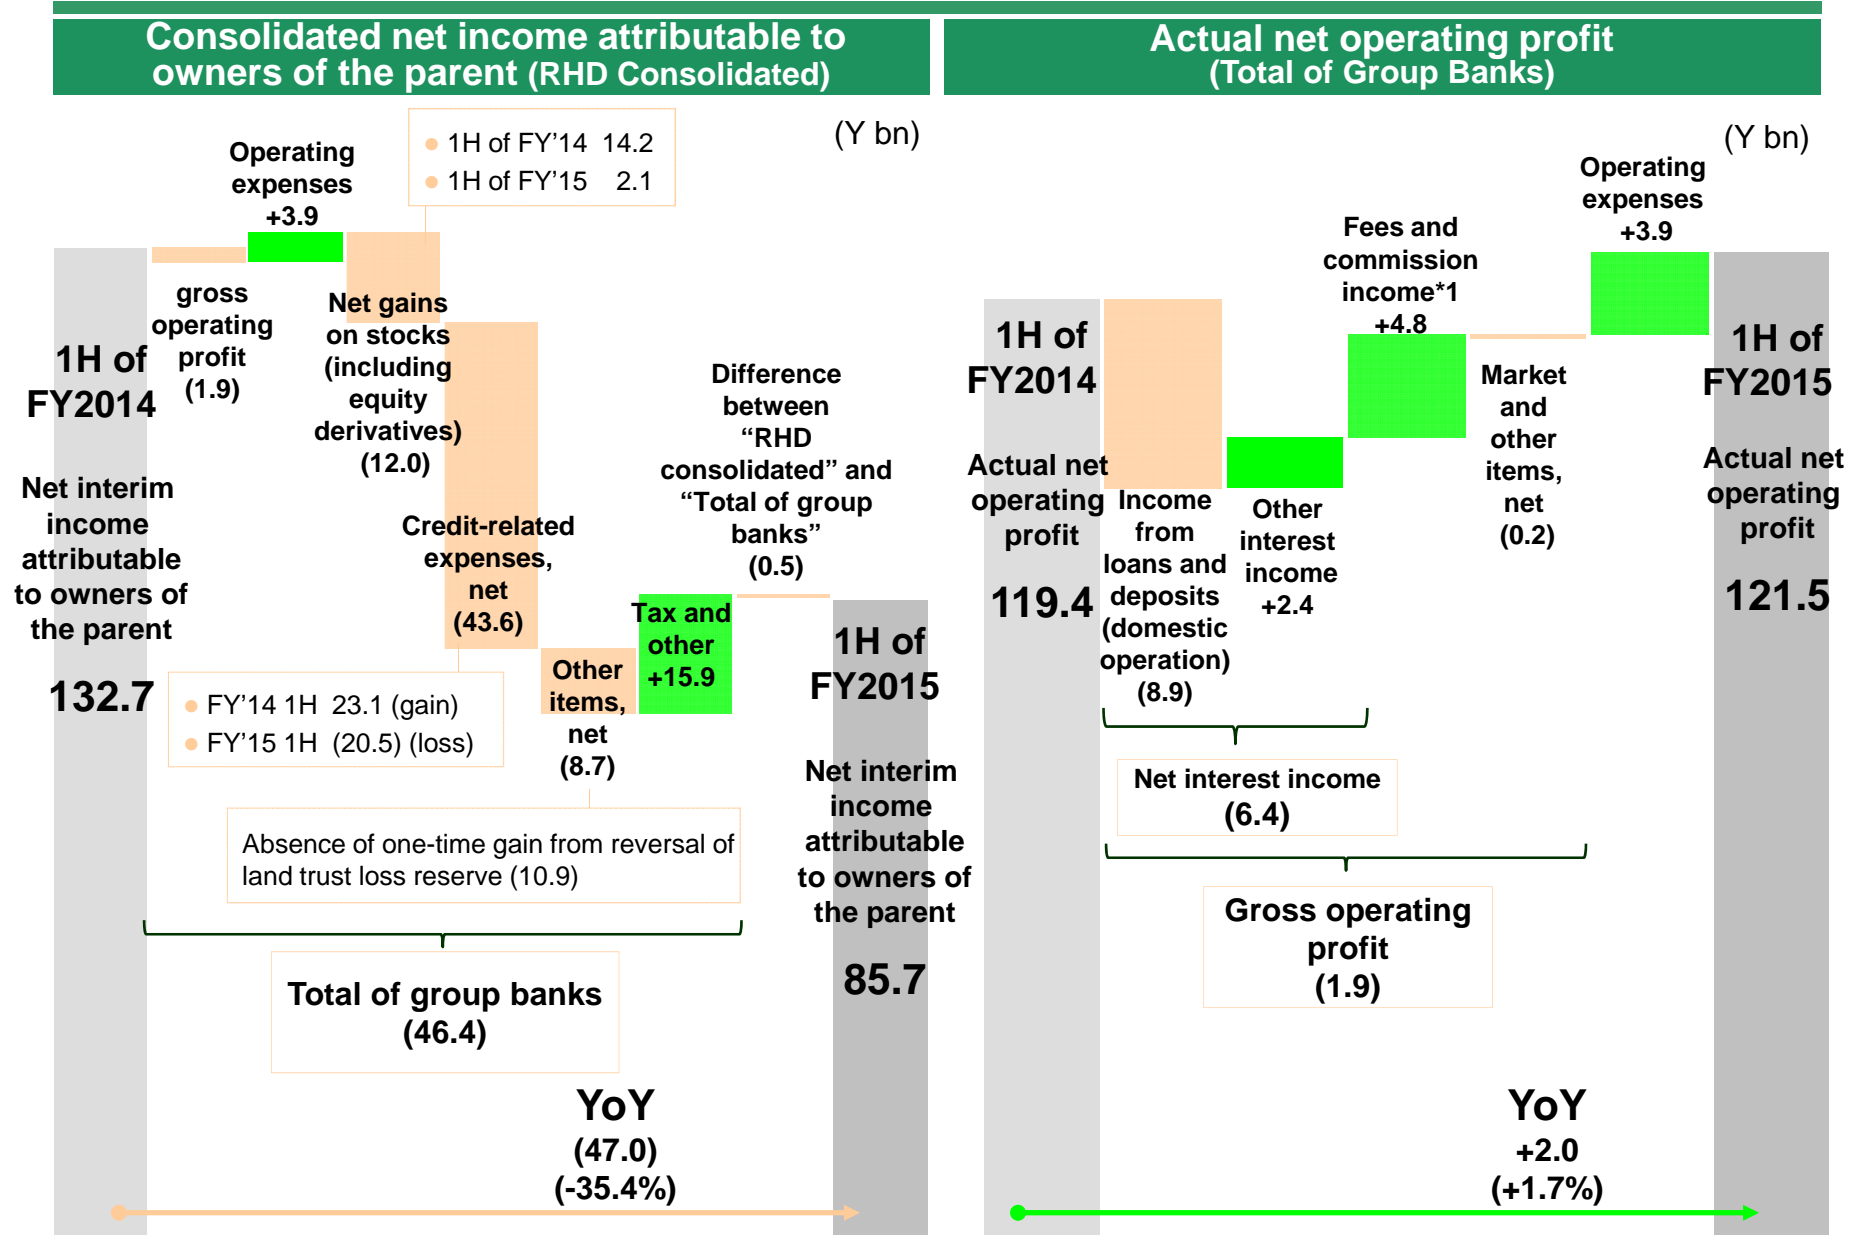 Consolidated net income attributable to
owners of the parent (RHD Consolidated)
(Y bn)
1H of FY'14 14.2
1H of FY'15 2.1
Operating
expenses
+3.9
gross
operating
profit
(1.9)
Net gains
on stocks
(including
equity
derivatives)
(12.0)
1H of
FY2014
Net interim
income
attributable
to owners of
the parent
132.7
Credit-related
expenses,
net
(43.6)
FY'14 1H 23.1 (gain)
FY'15 1H (20.5) (loss)
Other
items,
net
(8.7)
Tax and
other
+15.9
Difference
between
“RHD
consolidated” and
“Total of group
banks”
(0.5)
1H of
FY2015
Net interim
income
attributable
to owners of
the parent
85.7
Absence of one-time gain from reversal of
land trust loss reserve (10.9)
Total of group banks
(46.4)
YoY
(47.0)
(-35.4%)
Actual net operating profit
(Total of Group Banks)
(Y bn)
1H of
FY2014
Actual net
operating
profit
119.4
Income
from
loans and
deposits
(domestic
operation)
(8.9)
Other
interest
income
+2.4
Fees and
commission
income*1
+4.8
Market
and
other
items,
net
(0.2)
Operating
expenses
+3.9
1H of
FY2015
Actual net
operating
profit
121.5
Net interest income
(6.4)
Gross operating
profit
(1.9)
YoY
+2.0
(+1.7%)